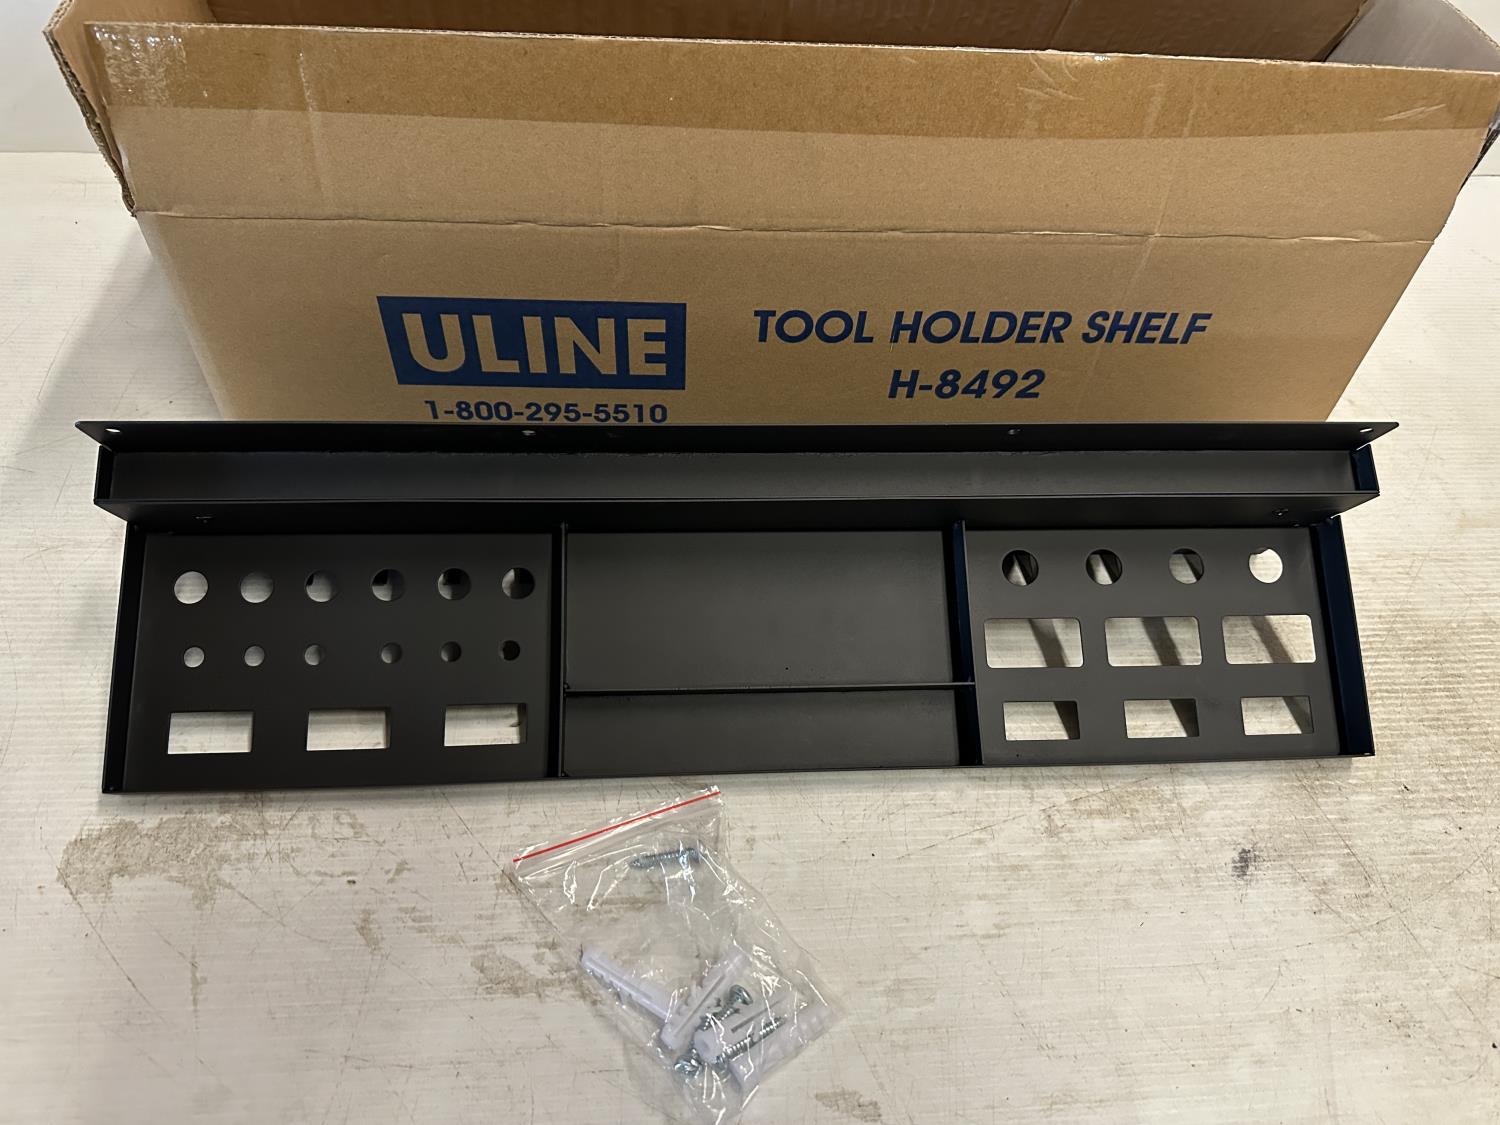 ULINE
1-800-295-5510
TOOL HOLDER SHELF
H-8492